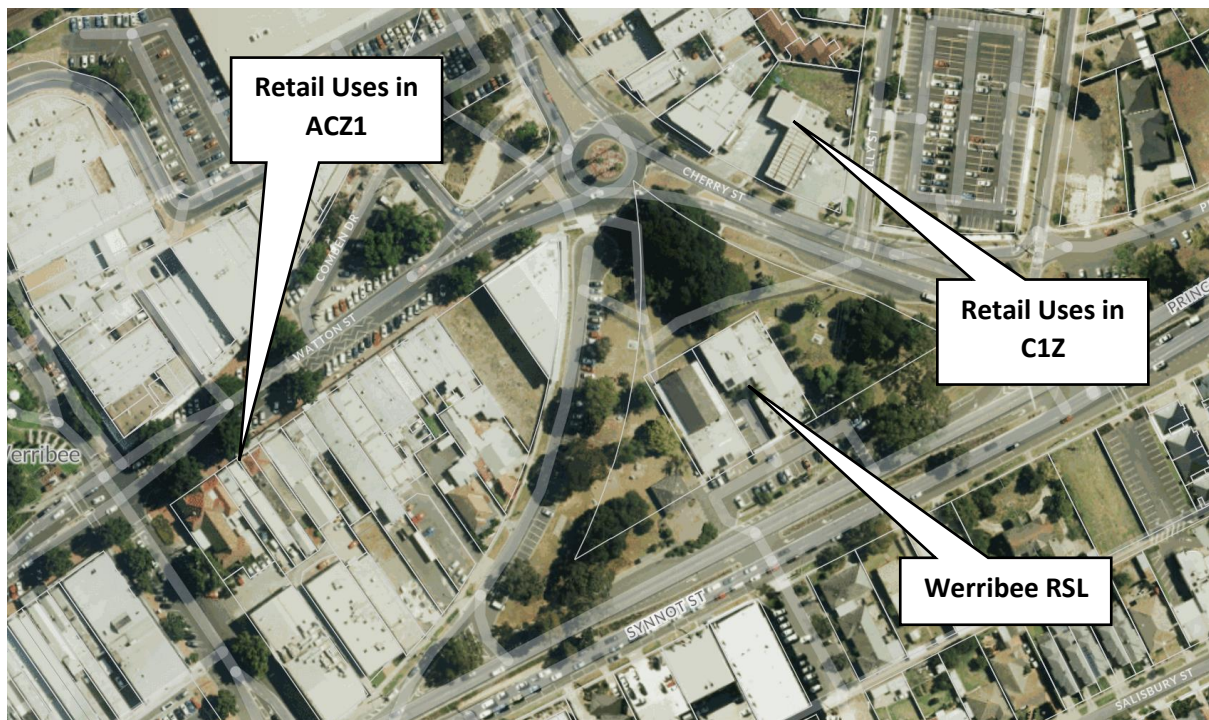 Retail Uses in
ACZ1
CHERRY ST
COMBEN DR
WATTON ST
Retail Uses in
C1Z
PRINC
erribee
Werribee RSL
SYNNOT ST
SALISBURY ST